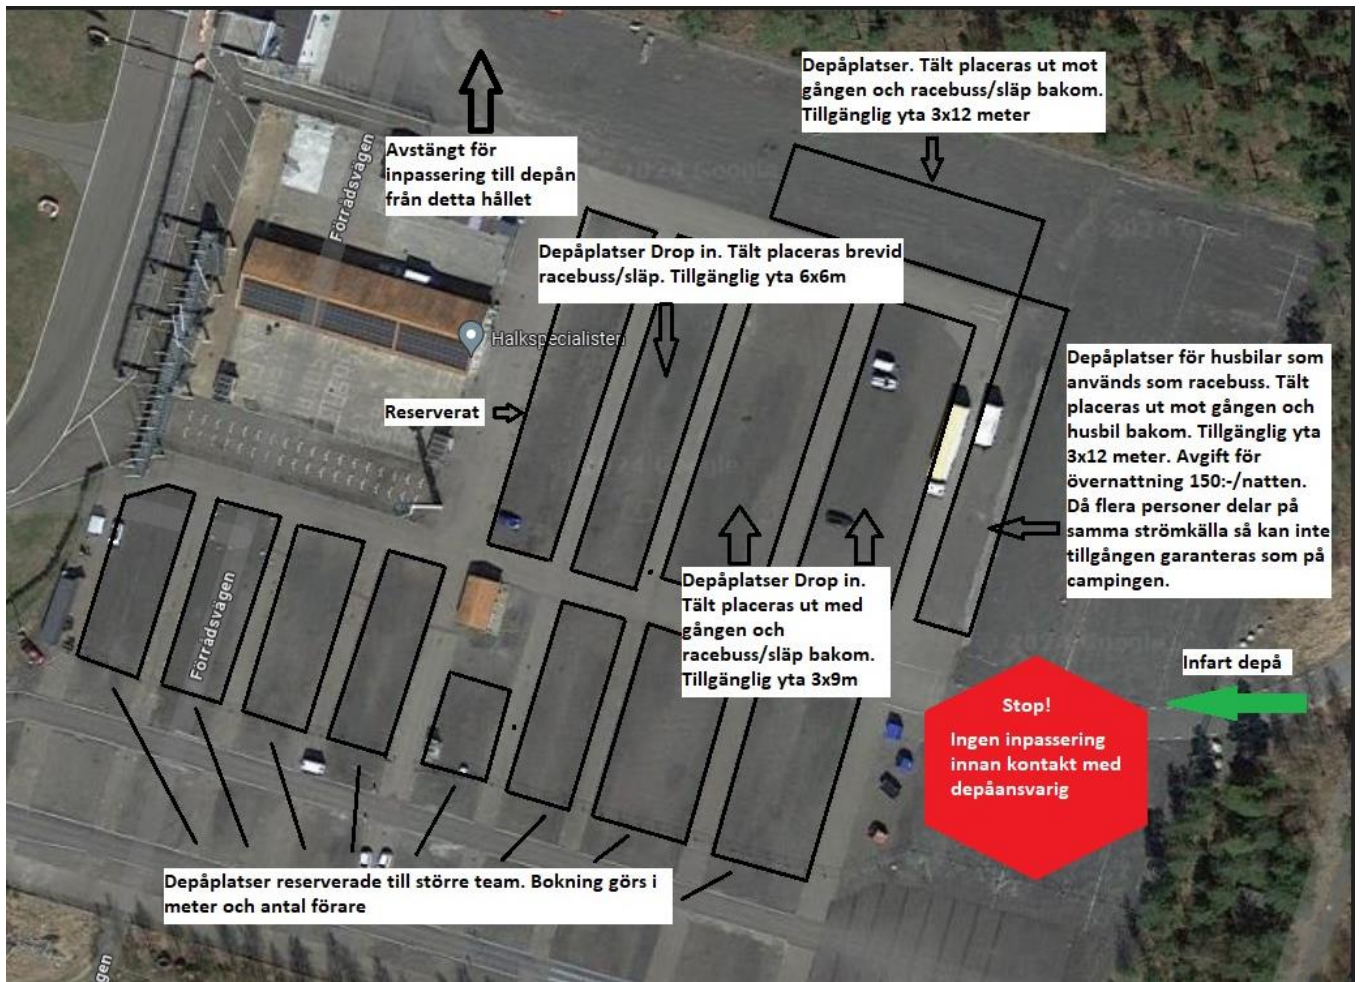 Depåplatser. Tält placeras ut mot
gången och racebuss/släp bakom.
Tillgänglig yta 3x12 meter
Avstängt för
inpassering till depån
från detta hållet
Förrådsvägen
Depåplatser Drop in. Tält placeras brevid
racebuss/släp. Tillgänglig yta 6x6m
Halkspecialisten
Reserverat
Depåplatser för husbilar som
används som racebuss. Tält
placeras ut mot gången och
husbil bakom. Tillgänglig yta
3x12 meter. Avgift för
övernattning 150:-/natten.
Då flera personer delar på
samma strömkälla så kan inte
tillgången garanteras som på
campingen.
Depåplatser Drop in.
Tält placeras ut med
gången och
racebuss/släp bakom.
Tillgänglig yta 3x9m
Förrådsvägen
Infart depå
Stop!
Ingen inpassering
innan kontakt med
depåansvarig
Depåplatser reserverade till större team. Bokning görs i
meter och antal förare
gen